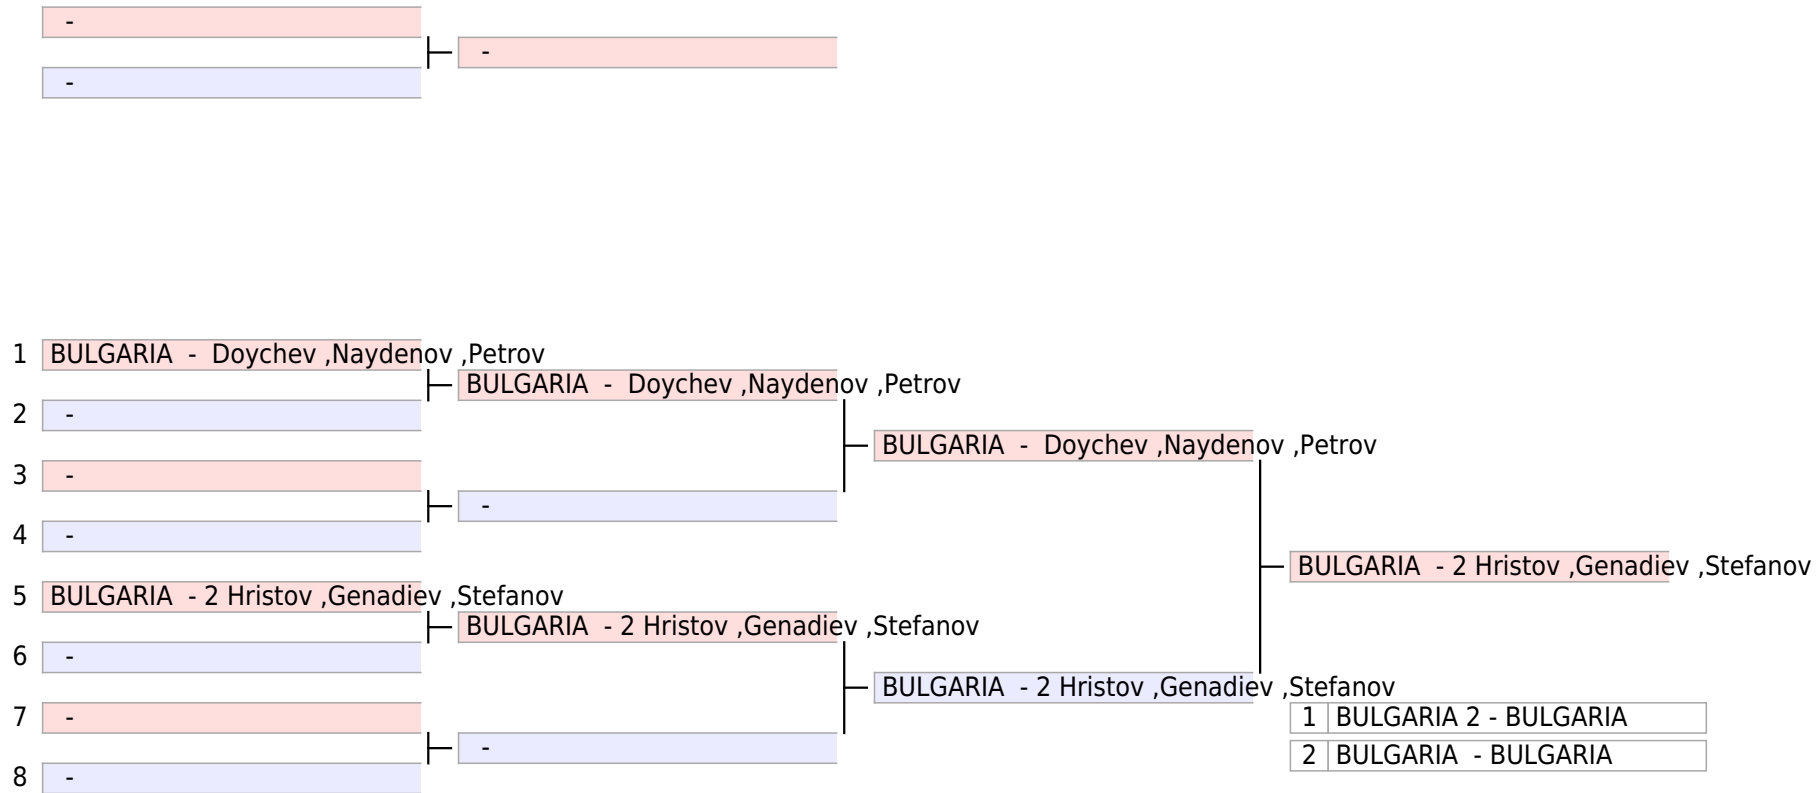 -
-
-
1 BULGARIA - Doychev ,Naydenov ,Petrov
BULGARIA - Doychev ,Naydenov ,Petrov
2 -
BULGARIA - Doychev ,Naydenov ,Petrov
3 -
-
4 -
BULGARIA - 2 Hristov ,Genadiev ,Stefanov
5 BULGARIA - 2 Hristov ,Genadiev ,Stefanov
BULGARIA - 2 Hristov ,Genadiev ,Stefanov
6 -
BULGARIA - 2 Hristov ,Genadiev ,Stefanov
7 -
1 BULGARIA 2 - BULGARIA
-
2 BULGARIA - BULGARIA
8 -